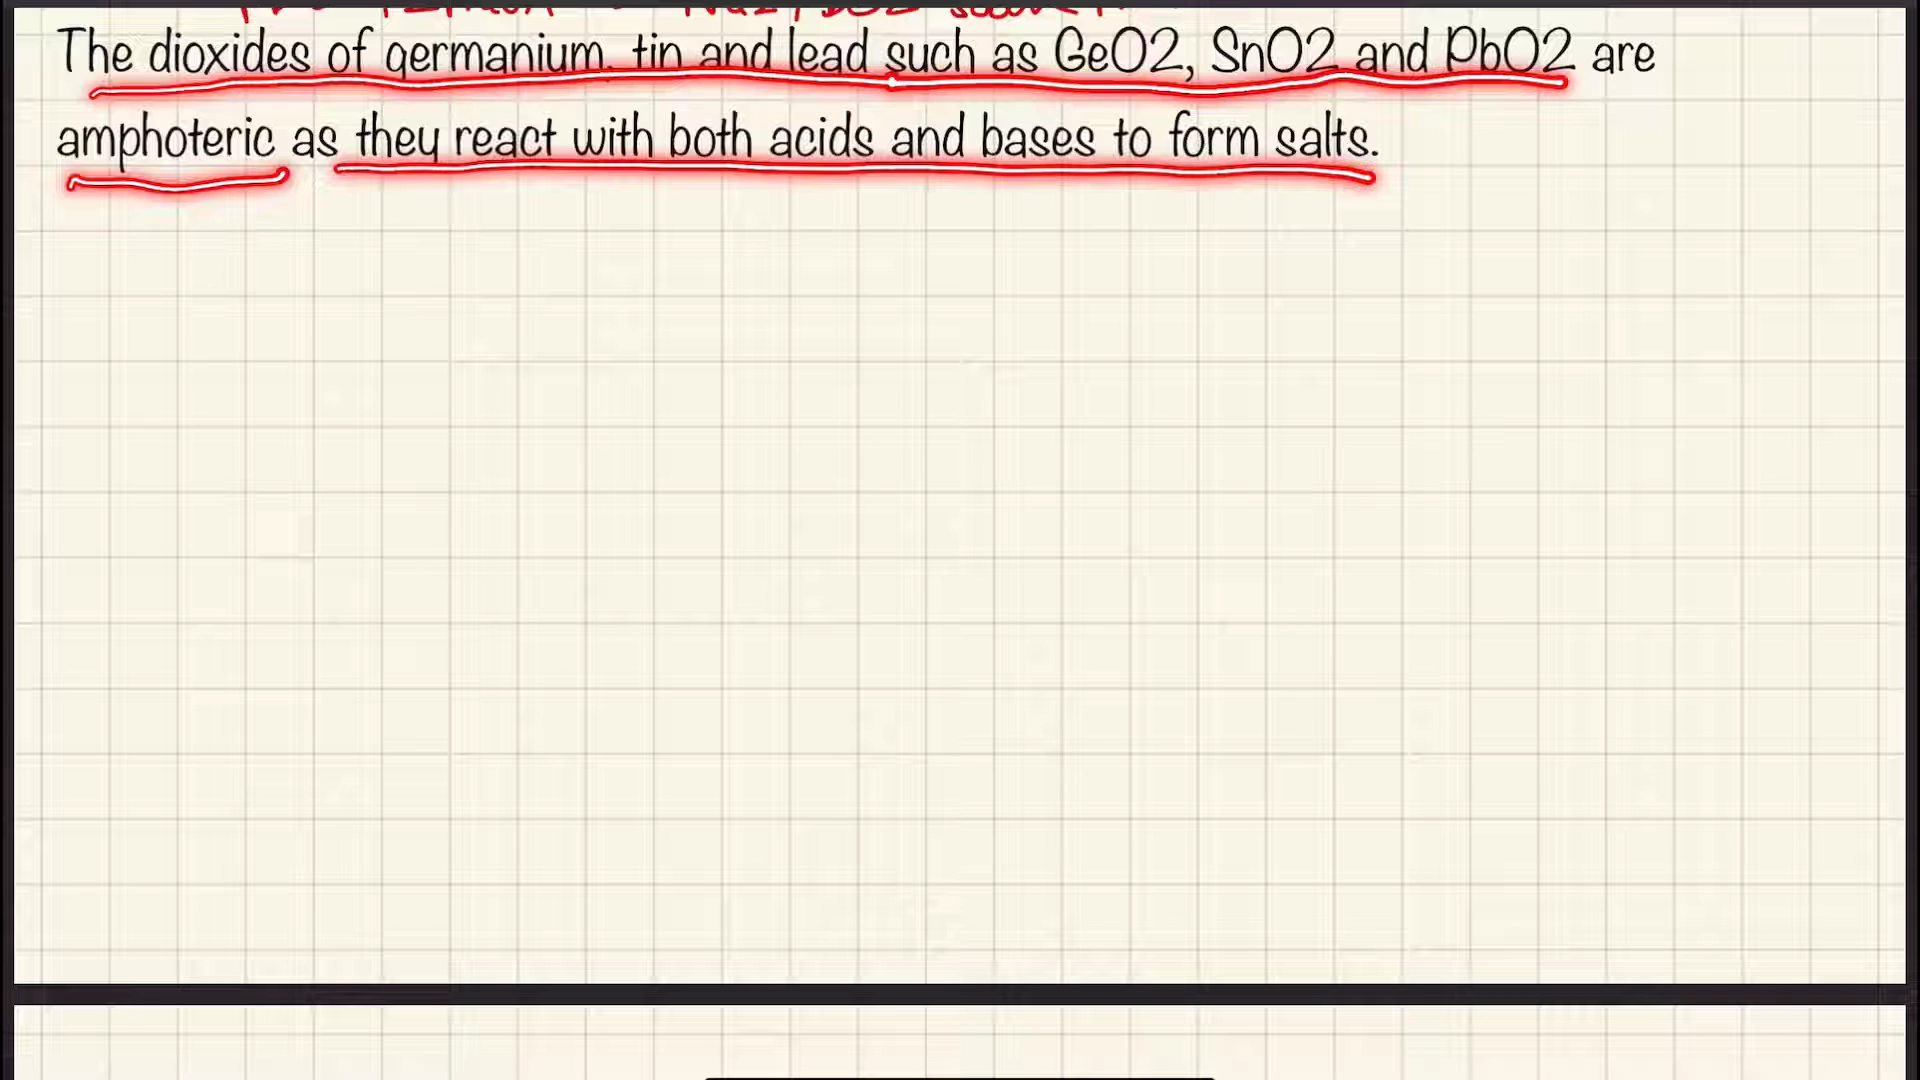 The dioxides of germanium, tin and lead such as GeO2, SnO2 and PbO2 are
amphoteric as they react with both acids and bases to form salts.